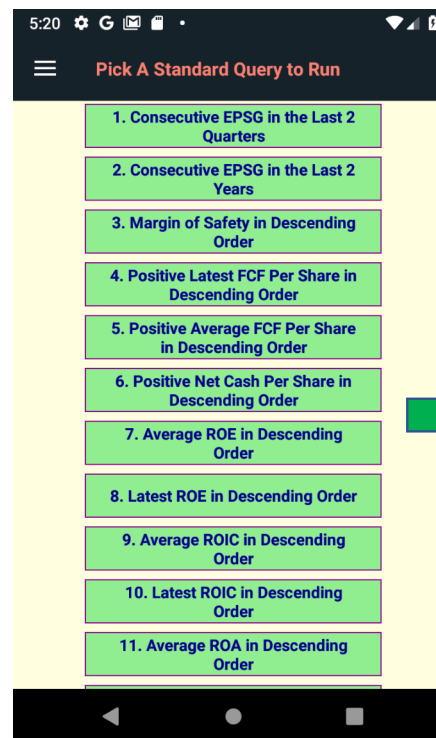 5:20
Pick A Standard Query to Run
1. Consecutive EPSG in the Last 2
Quarters
2. Consecutive EPSG in the Last 2
Years
3. Margin of Safety in Descending
Order
4. Positive Latest FCF Per Share in
Descending Order
5. Positive Average FCF Per Share
in Descending Order
6. Positive Net Cash Per Share in
Descending Order
7. Average ROE in Descending
Order
8. Latest ROE in Descending Order
9. Average ROIC in Descending
Order
10. Latest ROIC in Descending
Order
11. Average ROA in Descending
Order